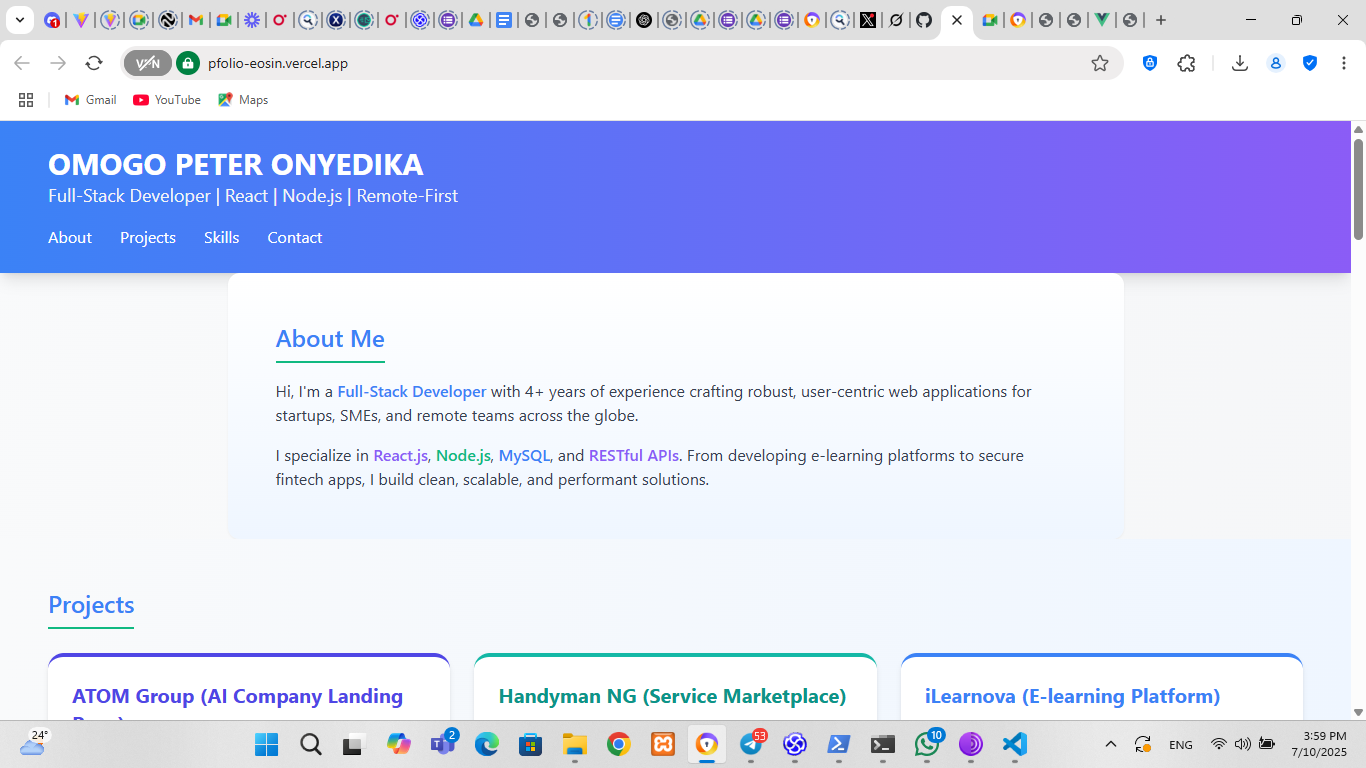 VPN
pfolio-eosin.vercel.app
Gmail
YouTube
Maps
OMOGO PETER ONYEDIKA
Full-Stack Developer | React | Node.js | Remote-First
About
Projects
Skills
Contact
About Me
Hi, I'm a Full-Stack Developer with 4+ years of experience crafting robust, user-centric web applications for
startups, SMEs, and remote teams across the globe.
I specialize in React.js, Node.js, MySQL, and RESTful APIs. From developing e-learning platforms to secure
fintech apps, I build clean, scalable, and performant solutions.
Projects
ATOM Group (AI Company Landing
Handyman NG (Service Marketplace)
iLearnova (E-learning Platform)
24°
2
53
10
ENG
3:59 PM
7/10/2025